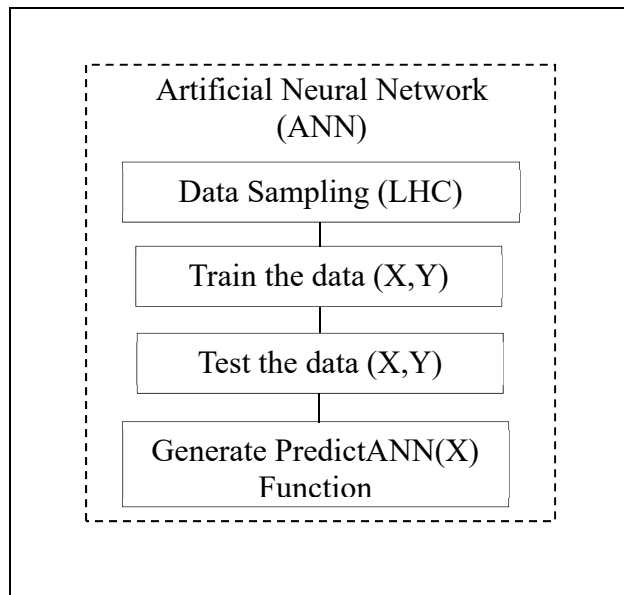 Artificial Neural Network
(ANN)
Data Sampling (LHC)
Train the data (X,Y)
Test the data (X,Y)
Generate PredictANN(X)
Function